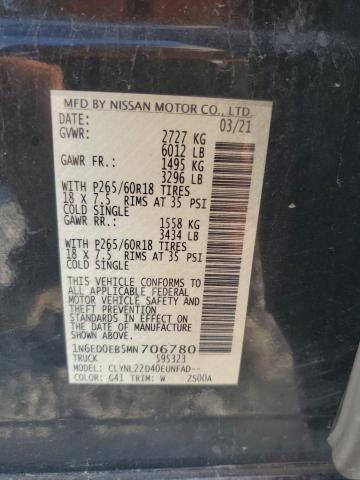 MFD BY NISSAN MOTOR CO., LTD.
DATE: 03/21
GVWR: 2727 KG
6012 LB
GAWR FR.: 1495 KG
3296 LB
WITH P265/60R18 TIRES
18 X 7.5 RIMS AT 35 PSI
COLD SINGLE
GAWR RR.: 1558 KG
3434 LB
WITH P265/60R18 TIRES
18 X 7.5 RIMS AT 35 PSI
COLD SINGLE
THIS VEHICLE CONFORMS TO
ALL APPLICABLE FEDERAL
MOTOR VEHICLE SAFETY
AND THEFT PREVENTION
STANDARDS IN EFFECT ON
THE DATE OF MANUFACTURE
SHOWN ABOVE.
1N6ED0EB5MN706780
TRUCK 595323
MODEL: CLYNL22D40EUNFAD--
COLOR: G41 TRIM: W 2S00A